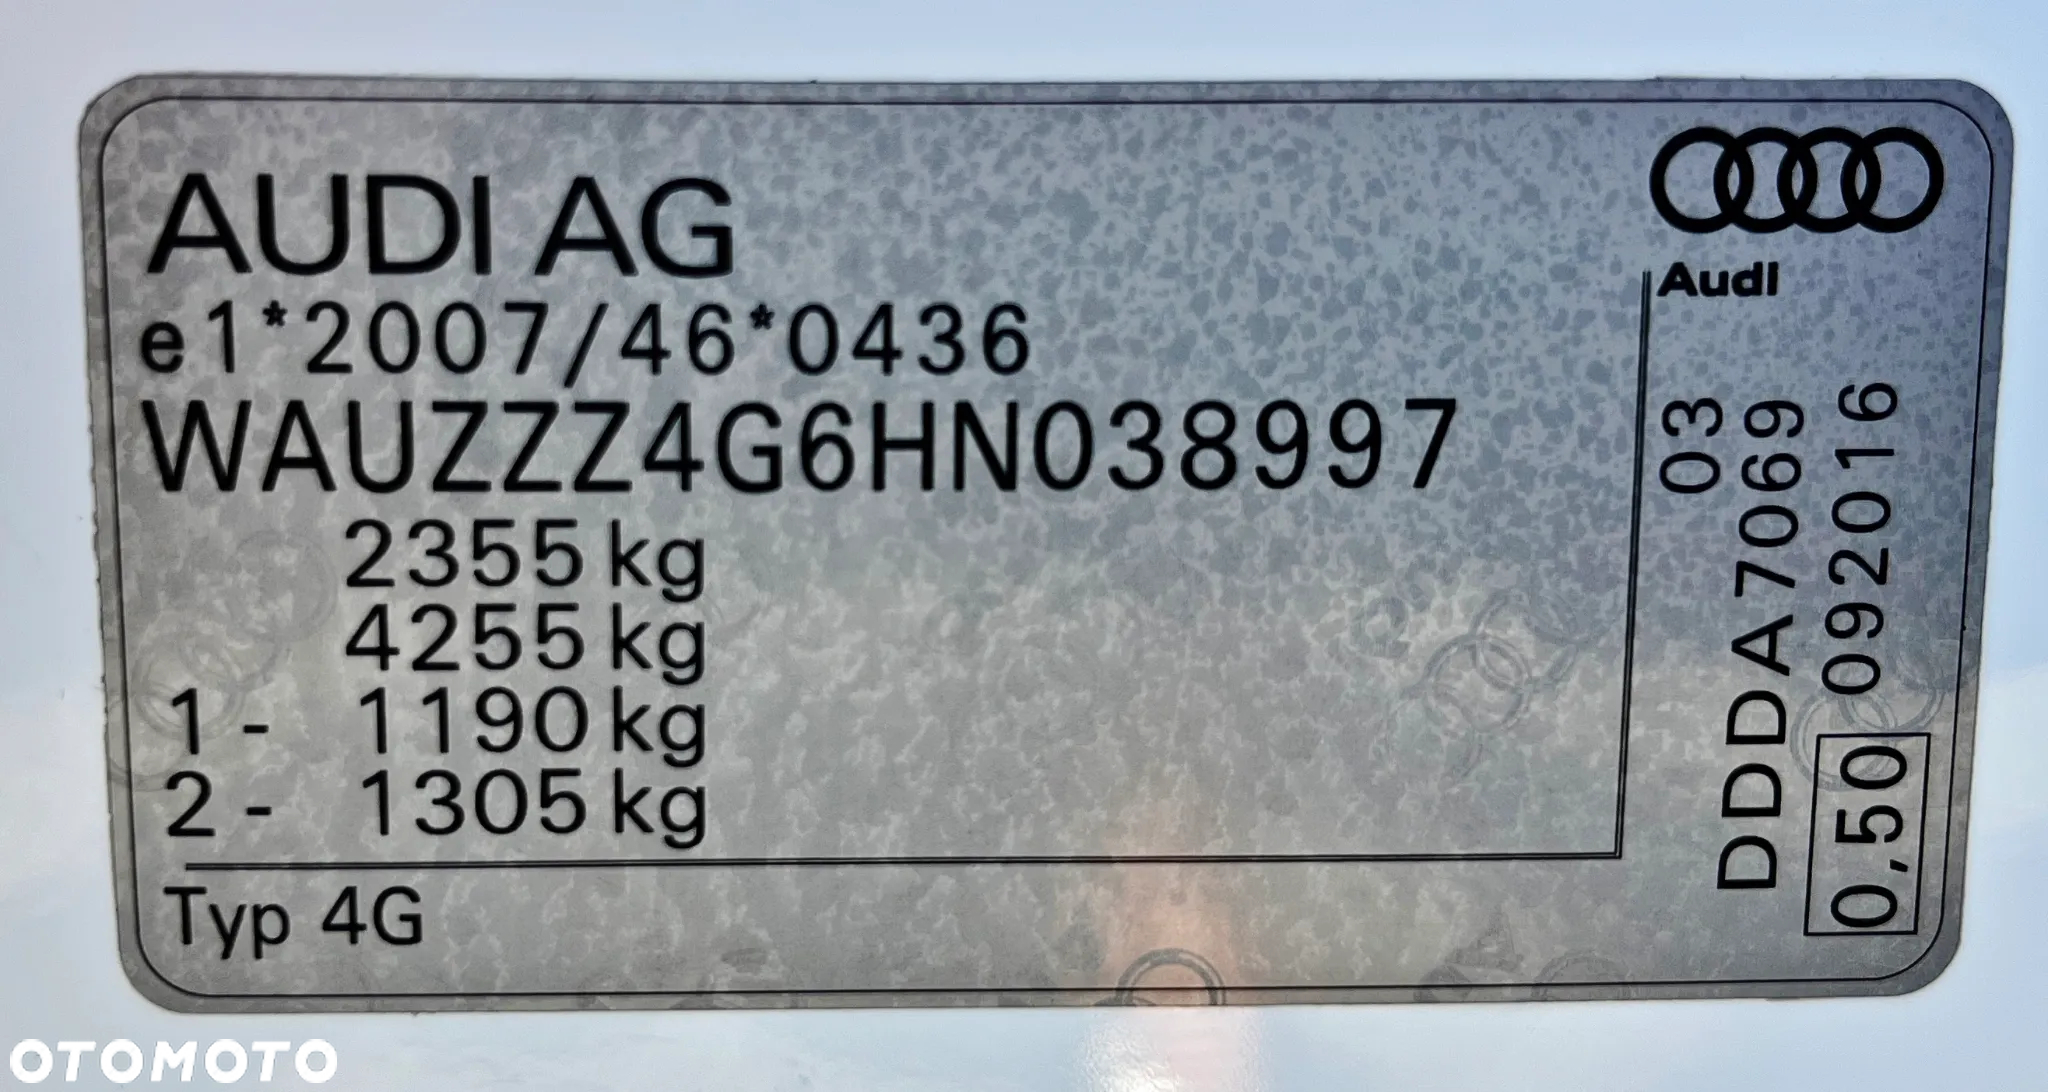 AUDI AG
e1*2007/46*0436
WAUZZZ4G6HN038997
2355 kg
4255 kg
1 - 1190 kg
2 - 1305 kg
Typ 4G
Audi
03
DDDA7069
0,50 092016
OTOMOTO